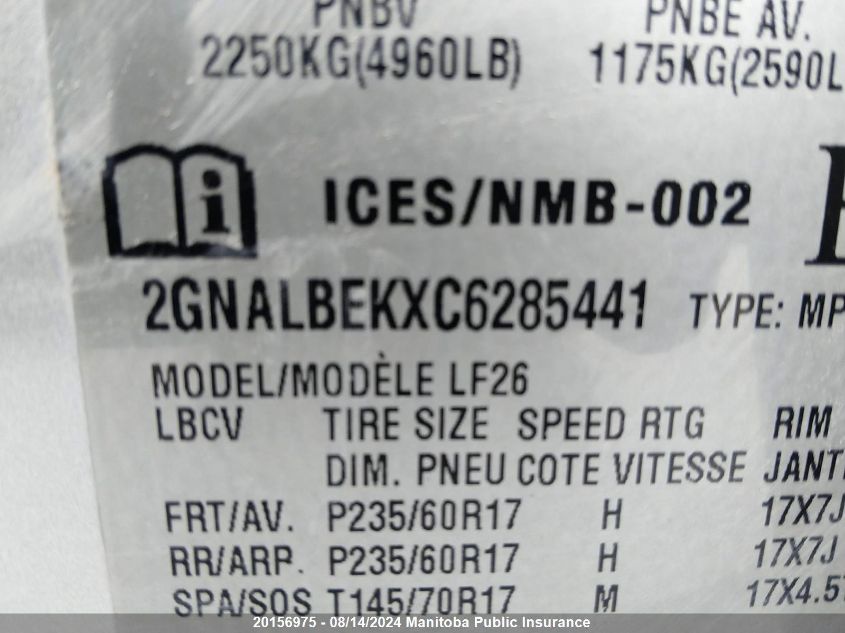 PNBV PNBE AV.
2250KG(4960LB) 1175KG(2590L
i ICES/NMB-002
2GNALBEKXC6285441 TYPE: MP
MODEL/MODÈLE LF26
LBCV TIRE SIZE SPEED RTG RIM
DIM. PNEU COTE VITESSE JANT
FRT/AV. P235/60R17 H 17X7J
RR/ARP. P235/60R17 H 17X7J
SPA/SOS T145/70R17 M 17X4.5
20156975 - 08/14/2024 Manitoba Public Insurance